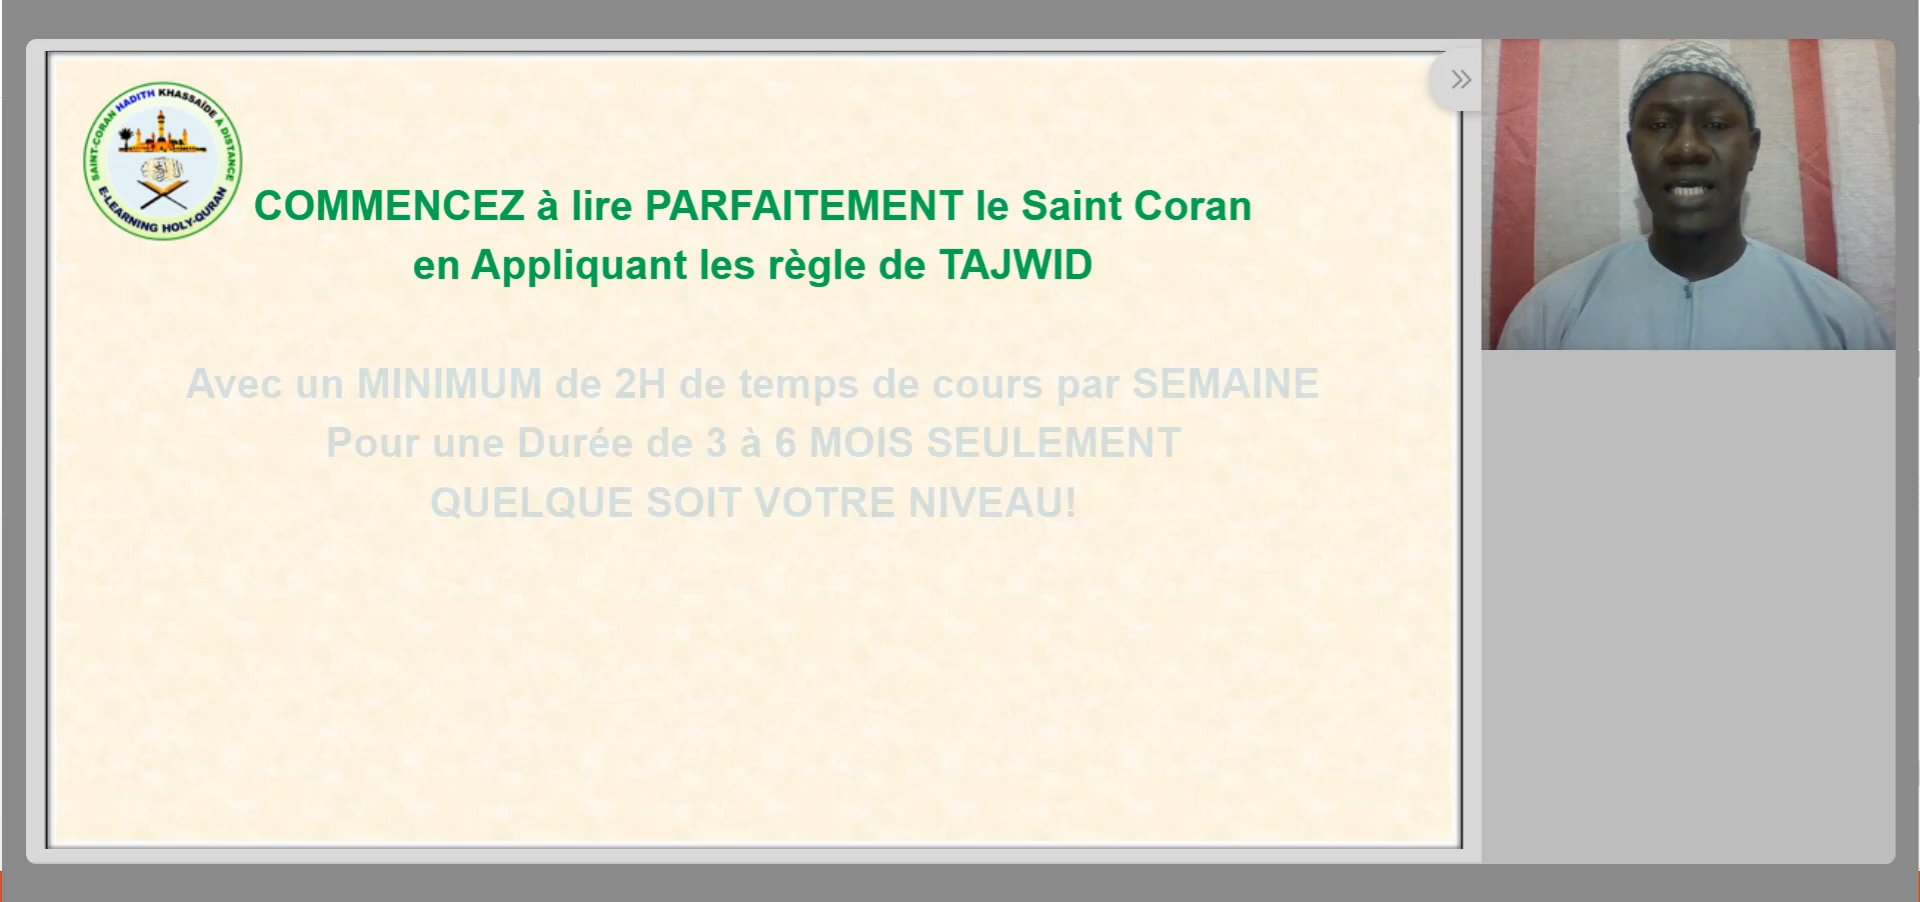 SAINT-CORAN HADITH KHASSAÏDE À DISTANCE
E-LEARNING HOLY-QURAN
COMMENCEZ à lire PARFAITEMENT le Saint Coran
en Appliquant les règle de TAJWID
Avec un MINIMUM de 2H de temps de cours par SEMAINE
Pour une Durée de 3 à 6 MOIS SEULEMENT
QUELQUE SOIT VOTRE NIVEAU!